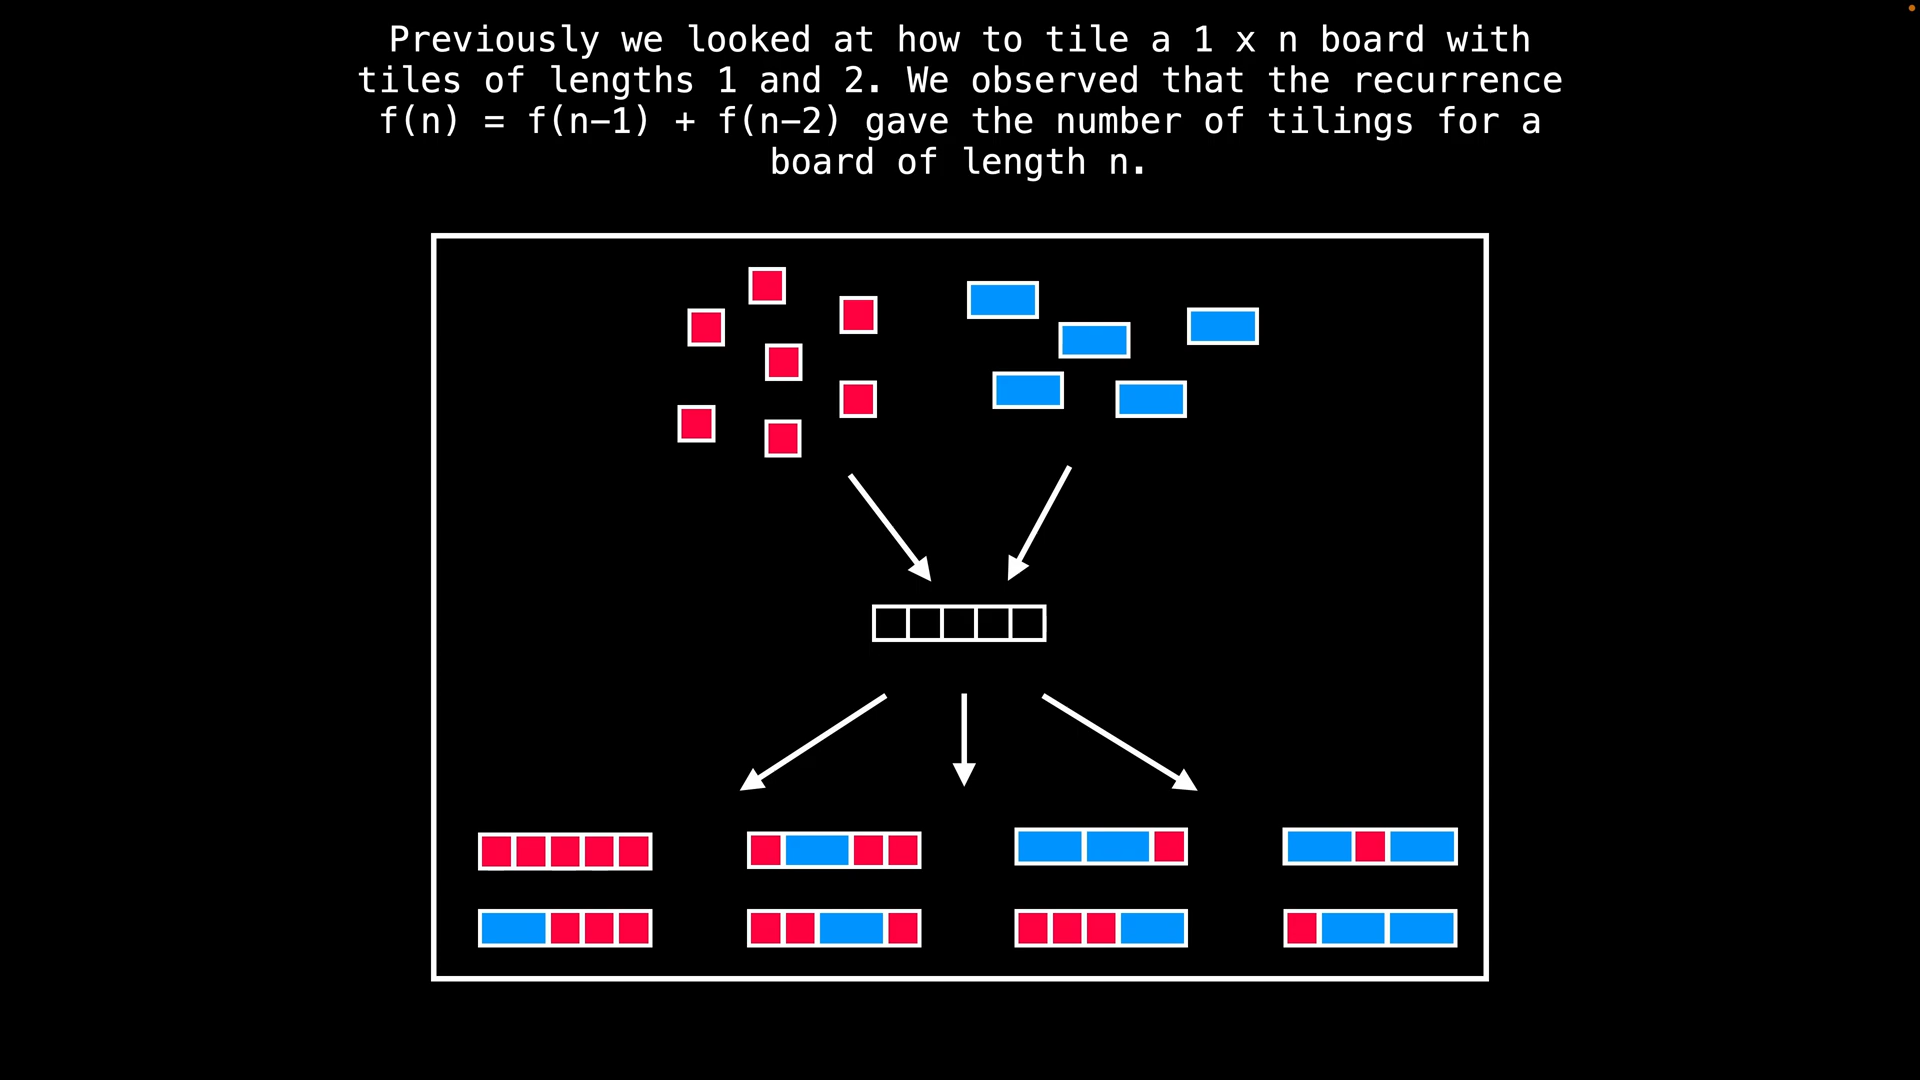 Previously we looked at how to tile a 1 x n board with
tiles of lengths 1 and 2. We observed that the recurrence
f(n) = f(n-1) + f(n-2) gave the number of tilings for a
board of length n.